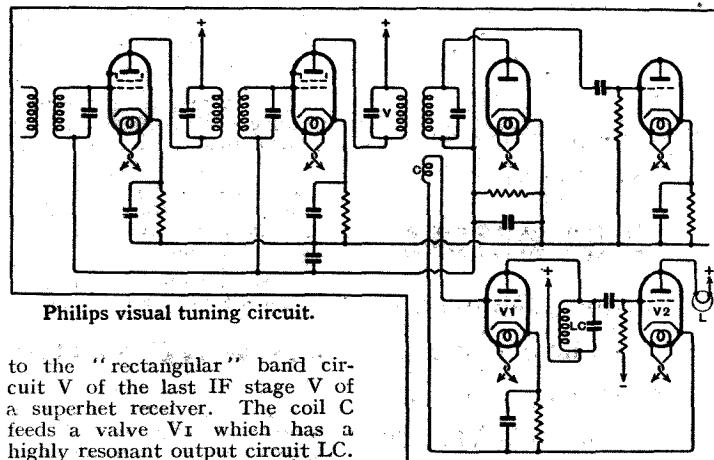 +
+
V
C
+
V1
LC
V2
+
L
−
Philips visual tuning circuit.
to the “rectangular” band cir-
cuit V of the last IF stage V of
a superhet receiver. The coil C
feeds a valve V1 which has a
highly resonant output circuit LC.